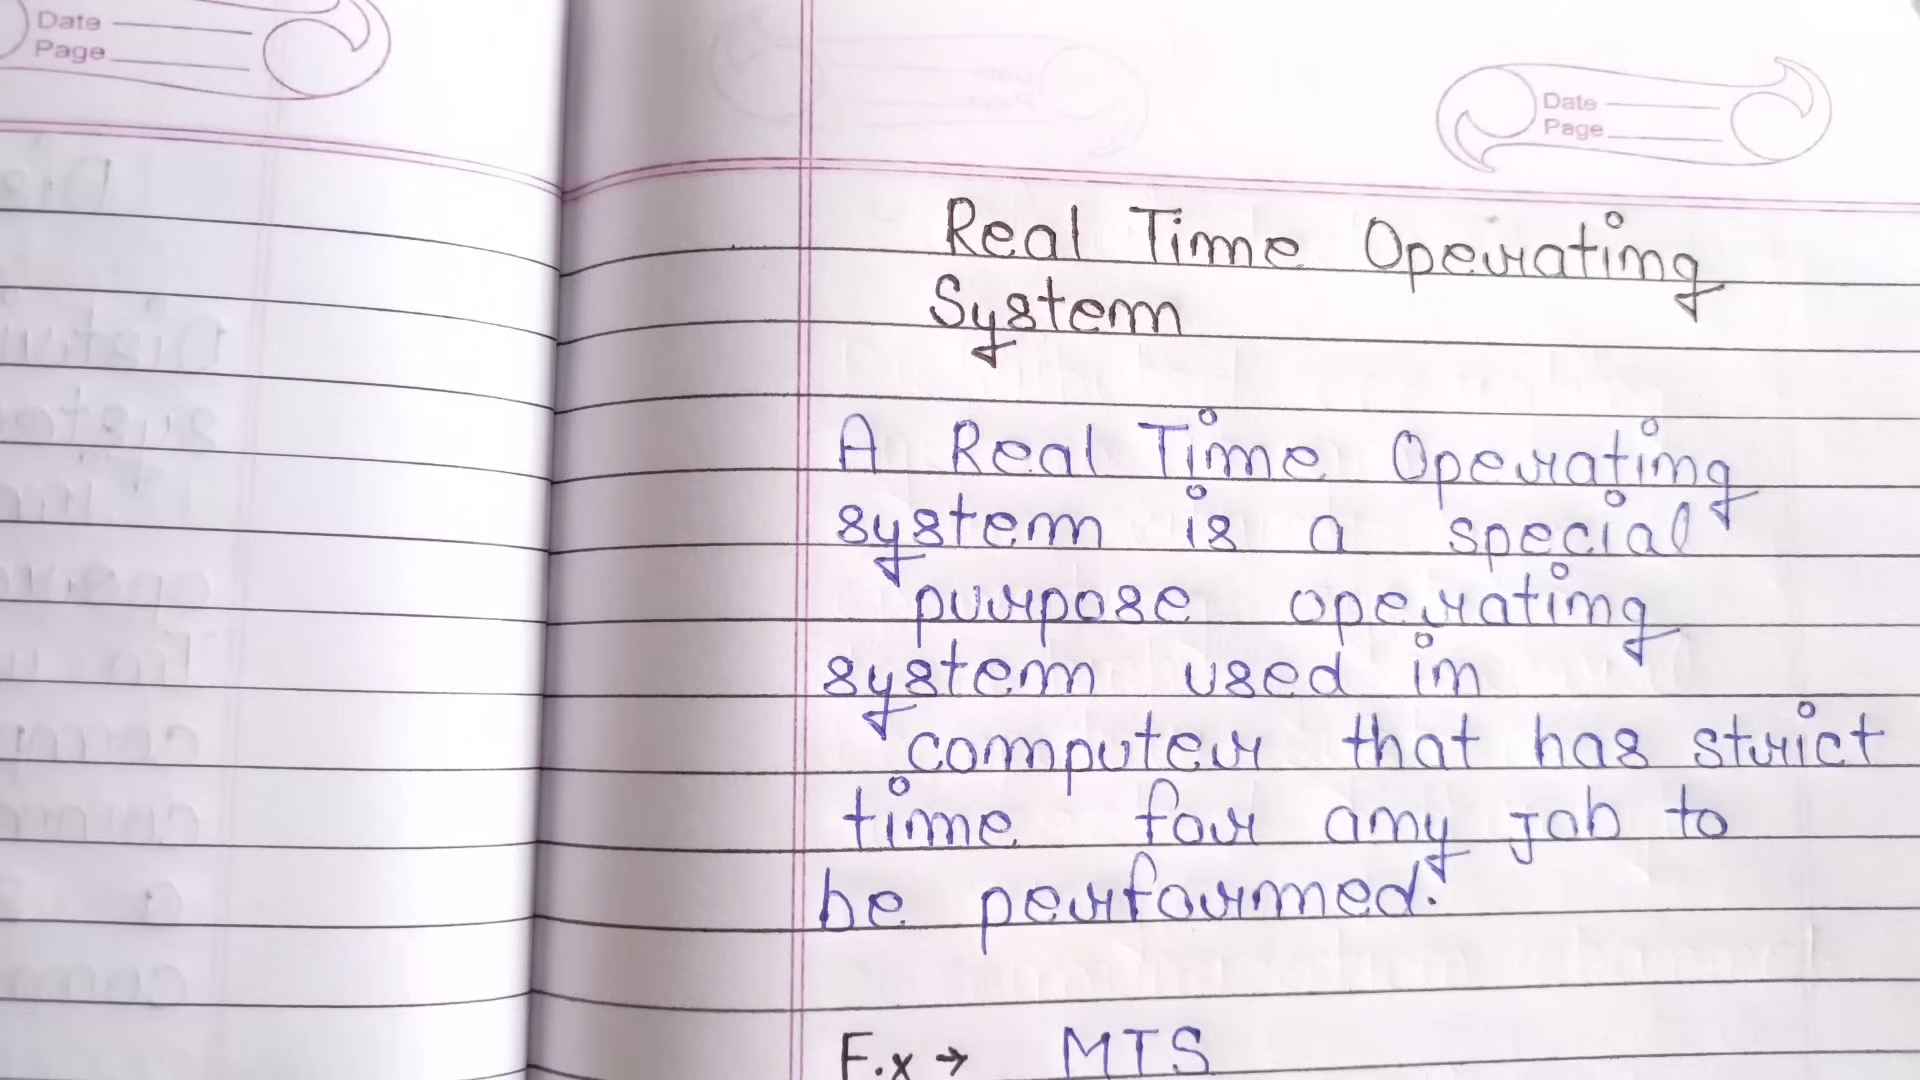 Date
Page
Date
Page
Real Time Operating
System
A Real Time Operating
system is a special
purpose operating
system used in
computer that has strict
time for any job to
be performed.
E.x → MTS